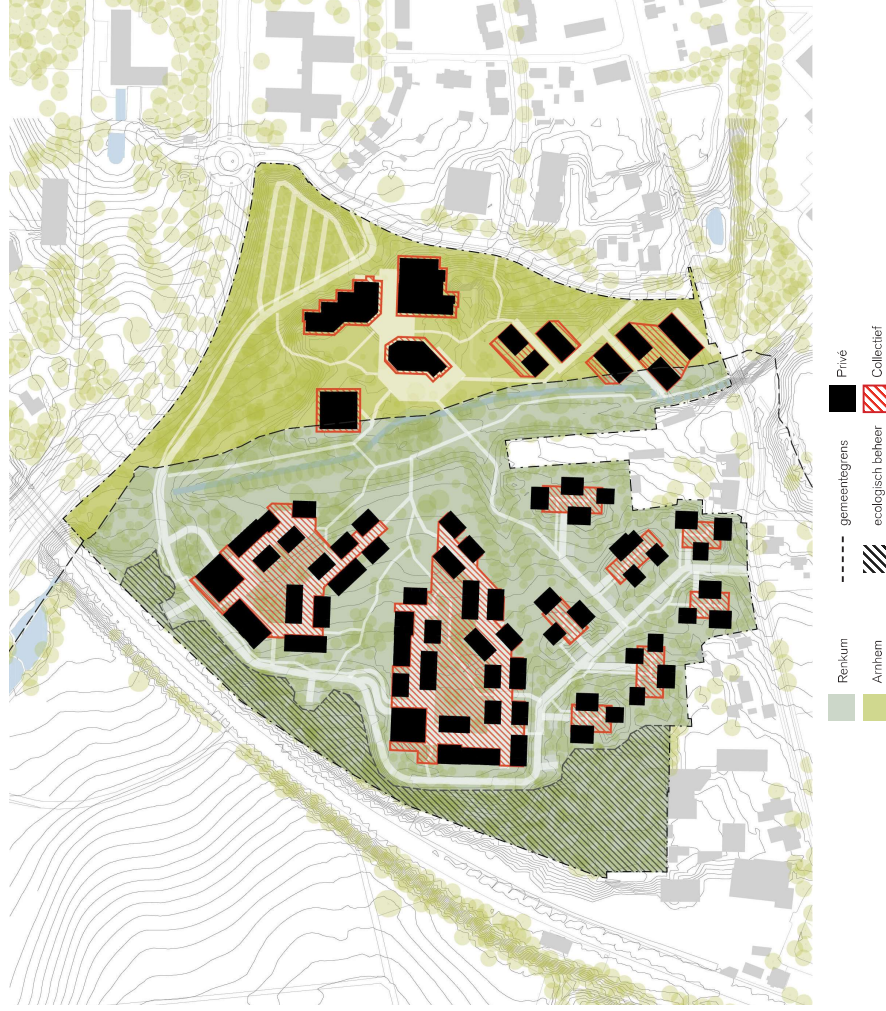 Renkum
Arnhem
gemeentegrens
ecologisch beheer
Privé
Collectief